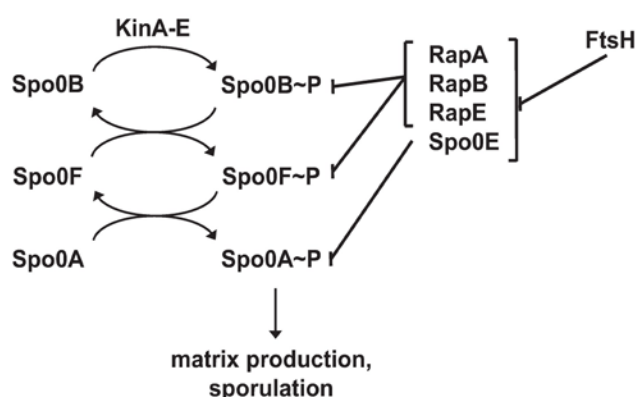 KinA-E
FtsH
Spo0B
Spo0B~P
RapA
RapB
RapE
Spo0E
Spo0F
Spo0F~P
Spo0A
Spo0A~P
matrix production,
sporulation